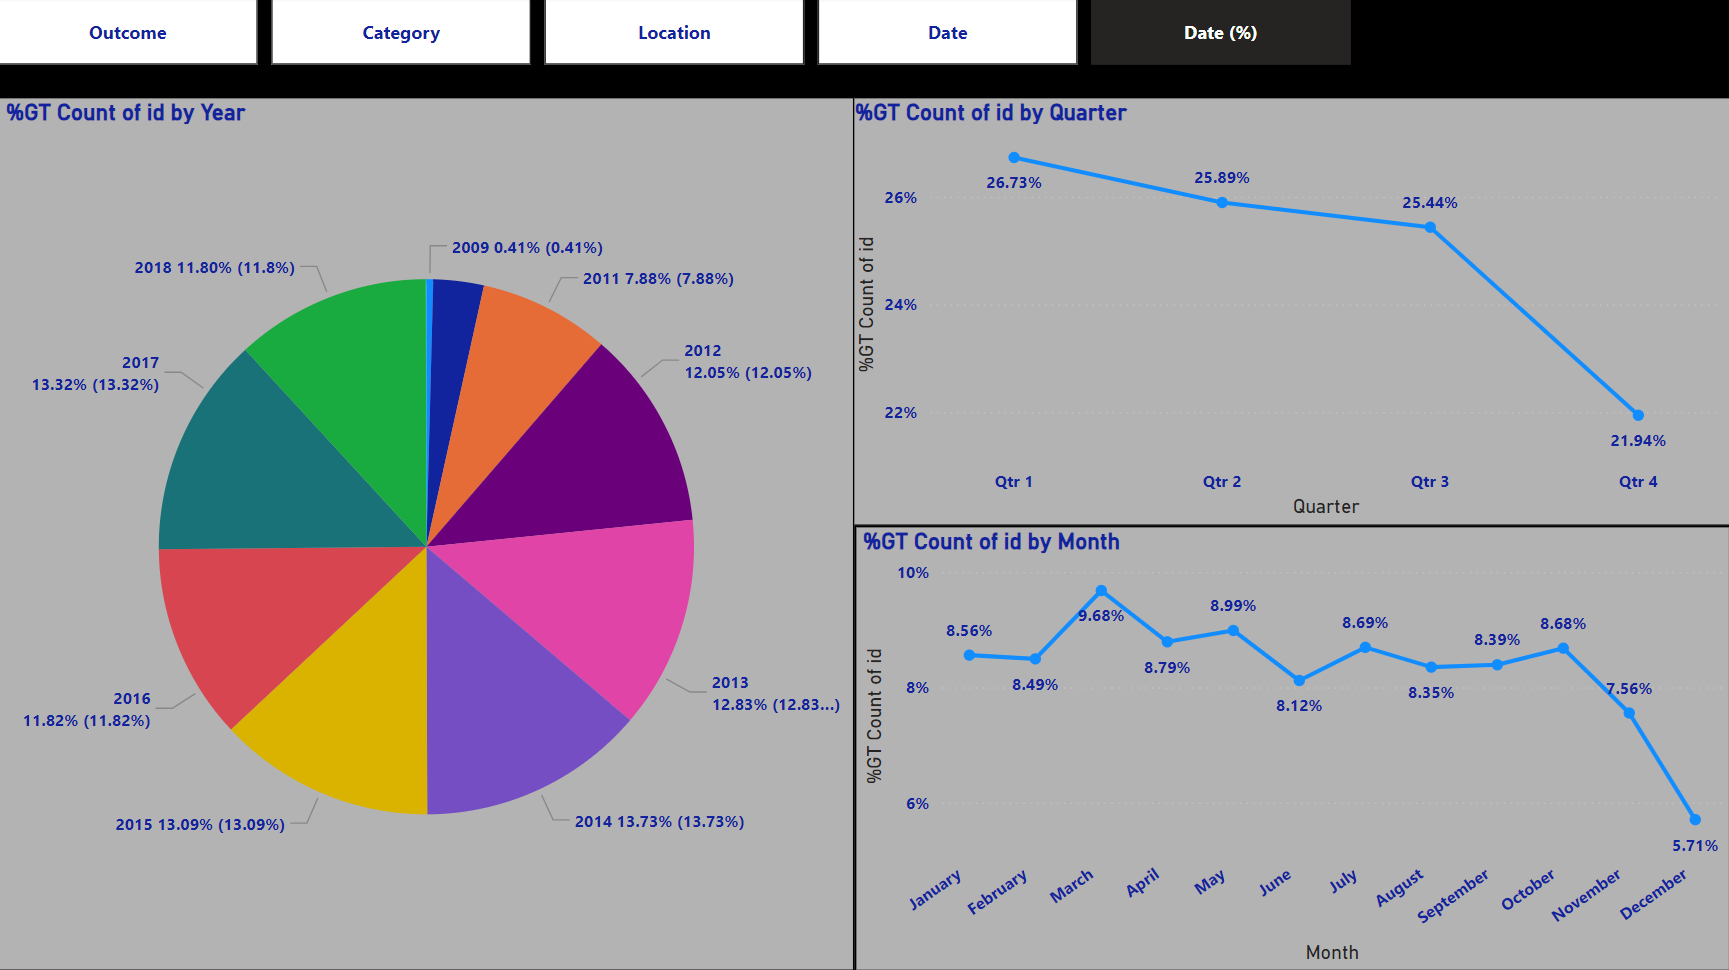 Outcome
Category
Location
Date
Date (%)
%GT Count of id by Year
2009 0.41% (0.41%)
2018 11.80% (11.8%)
2011 7.88% (7.88%)
2012
12.05% (12.05%)
2017
13.32% (13.32%)
2013
12.83% (12.83...)
2016
11.82% (11.82%)
2015 13.09% (13.09%)
2014 13.73% (13.73%)
%GT Count of id by Quarter
%GT Count of id
26%
24%
22%
26.73%
25.89%
25.44%
21.94%
Qtr 1
Qtr 2
Qtr 3
Qtr 4
Quarter
%GT Count of id by Month
%GT Count of id
10%
8%
6%
8.56%
8.49%
9.68%
8.79%
8.99%
8.12%
8.69%
8.35%
8.39%
8.68%
7.56%
5.71%
January
February
March
April
May
June
July
August
September
October
November
December
Month